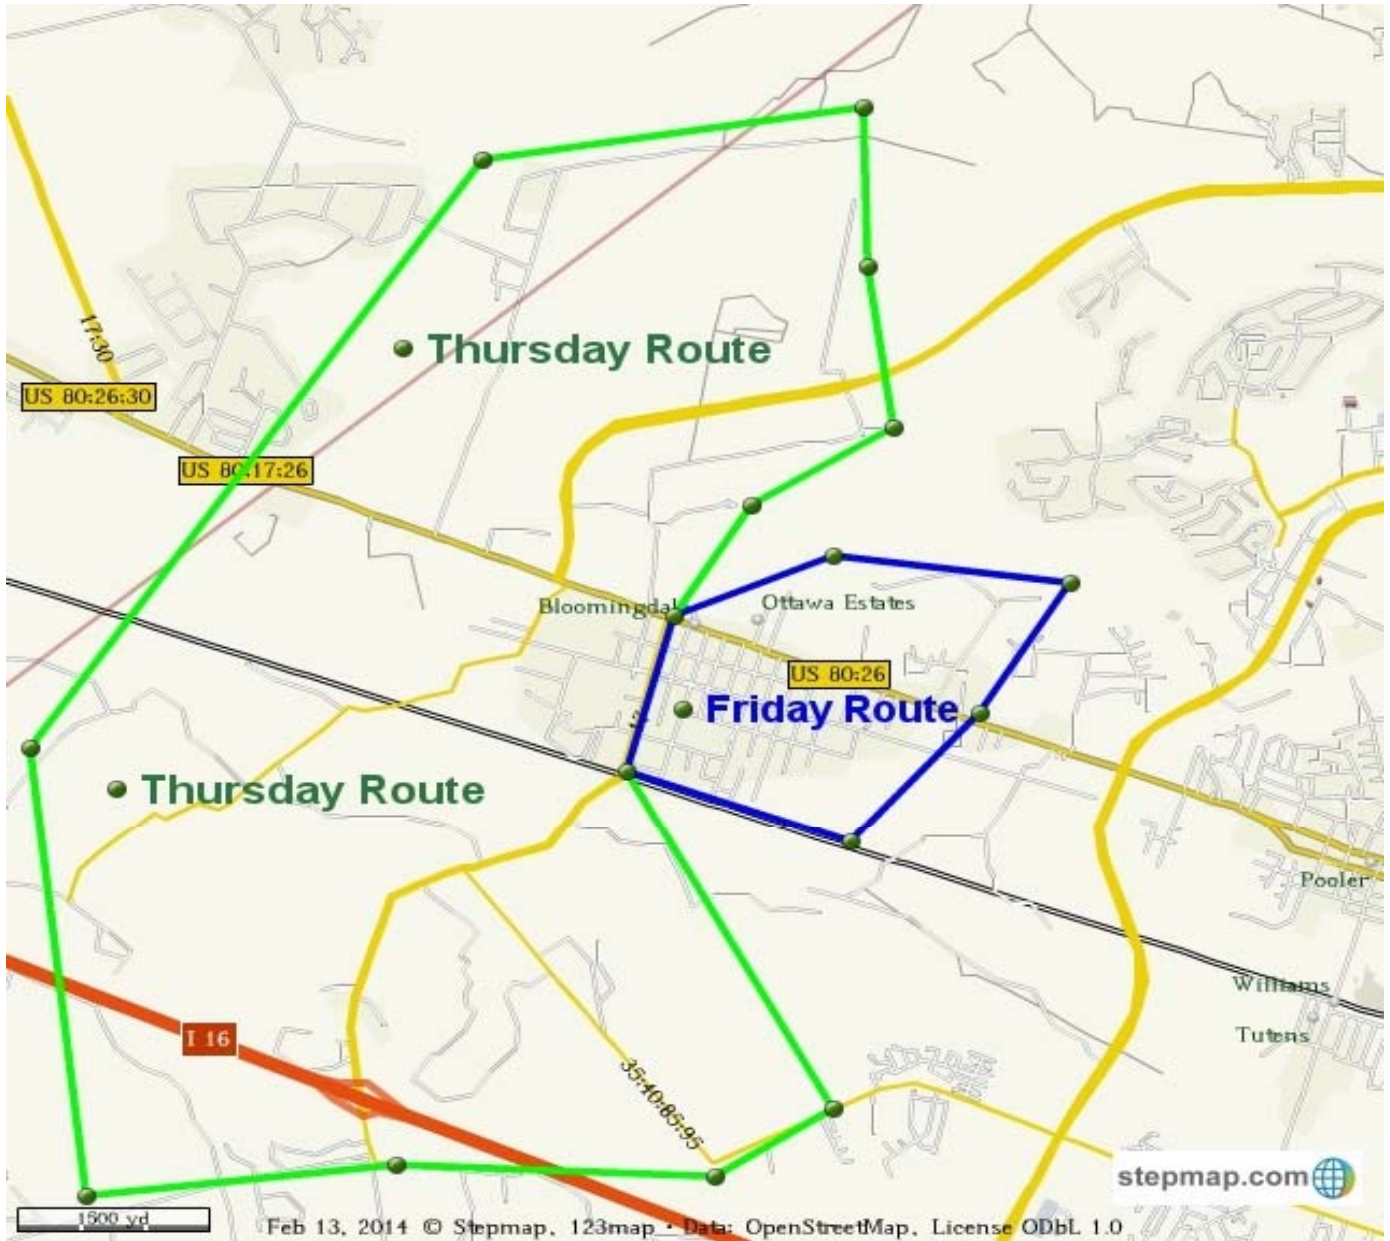 Thursday Route
17:30
US 80:26:30
US 80:17:26
Bloomingdal
Ottawa Estates
US 80:26
17
Friday Route
Thursday Route
Pooler
Williams
Tutens
I 16
35:40:85:95
stepmap.com
1500 yd
Feb 13, 2014 © Stepmap, 123map • Data: OpenStreetMap, License ODbL 1.0